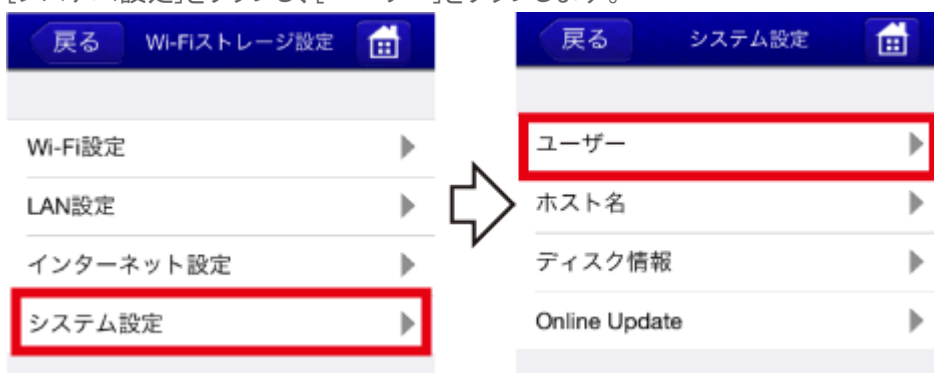 戻る Wi-Fiストレージ設定
Wi-Fi設定
LAN設定
インターネット設定
システム設定
戻る システム設定
ユーザー
ホスト名
ディスク情報
Online Update